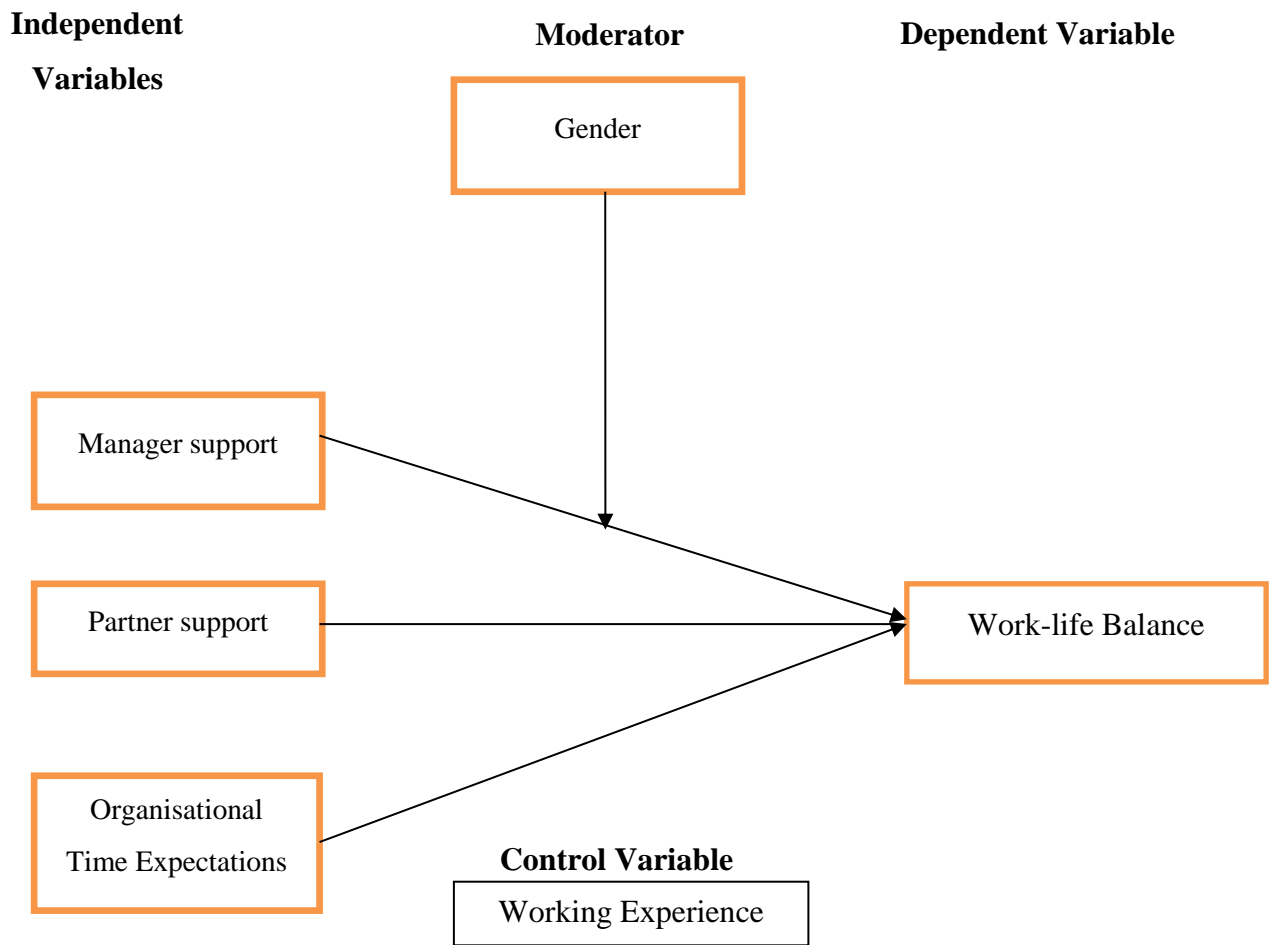 Independent
Variables
Moderator
Dependent Variable
Gender
Manager support
Partner support
Work-life Balance
Organisational
Time Expectations
Control Variable
Working Experience